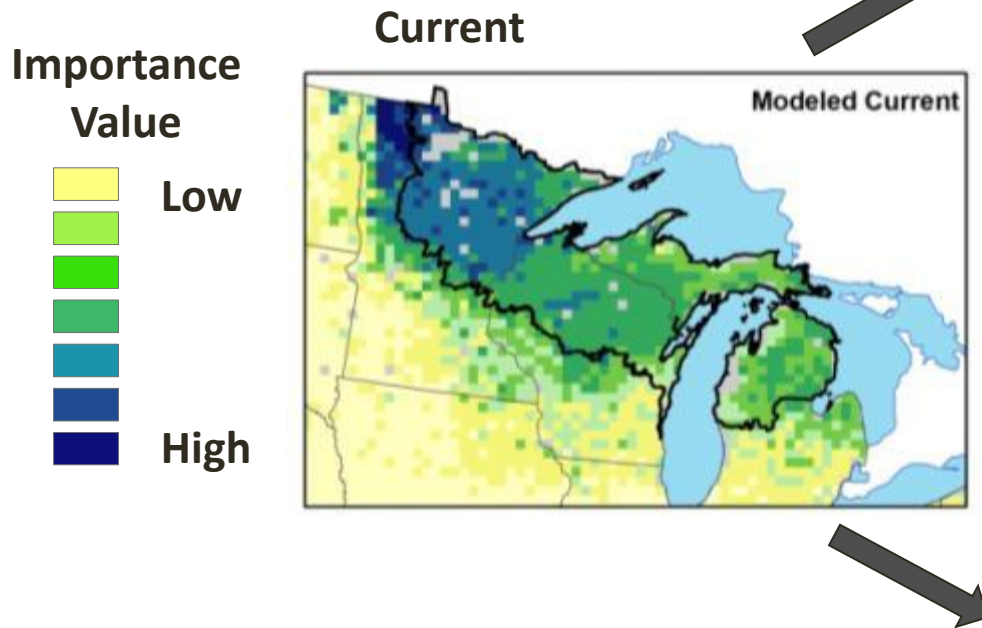 Current
Importance
Value
Low
High
Modeled Current